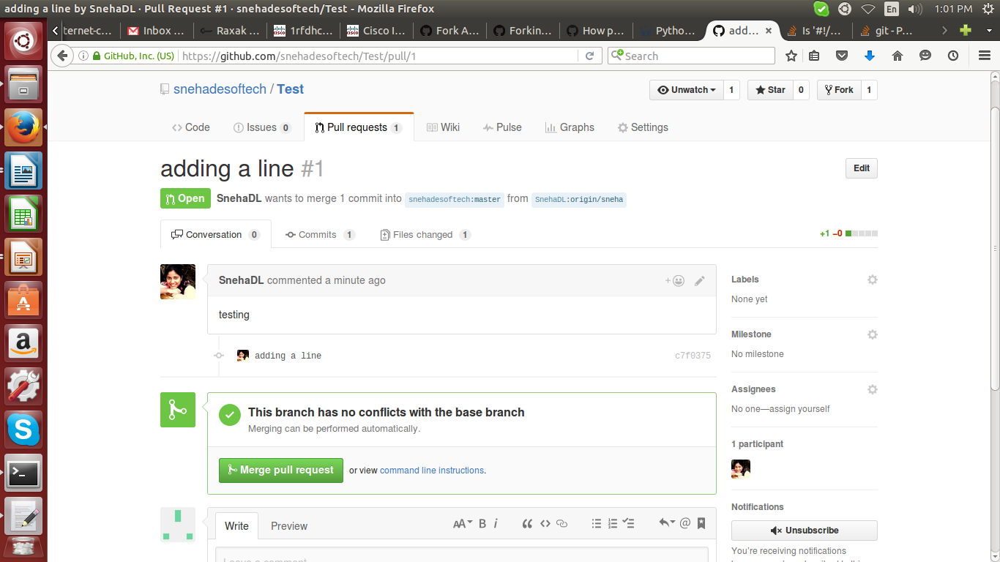 adding a line by SnehaDL · Pull Request #1 · snehadesoftech/Test - Mozilla Firefox
En
1:01 PM
ternet-c...
Inbox ...
Raxak ...
1rfdhc...
Cisco I...
Fork A...
Forkin...
How p...
Pytho...
add...
Is '#!/...
git - P...
GitHub, Inc. (US)
https://github.com/snehadesoftech/Test/pull/1
Search
snehadesoftech / Test
Unwatch 1
Star 0
Fork 1
Code
Issues 0
Pull requests 1
Wiki
Pulse
Graphs
Settings
adding a line #1
Edit
Open
SnehaDL wants to merge 1 commit into snehadesoftech:master from SnehaDL:origin/sneha
Conversation 0
Commits 1
Files changed 1
+1 −0
SnehaDL commented a minute ago
testing
adding a line
c7f0375
This branch has no conflicts with the base branch
Merging can be performed automatically.
Merge pull request
or view command line instructions.
Write
Preview
AA B i
Leave a comment
Labels
None yet
Milestone
No milestone
Assignees
No one—assign yourself
1 participant
Notifications
Unsubscribe
You're receiving notifications